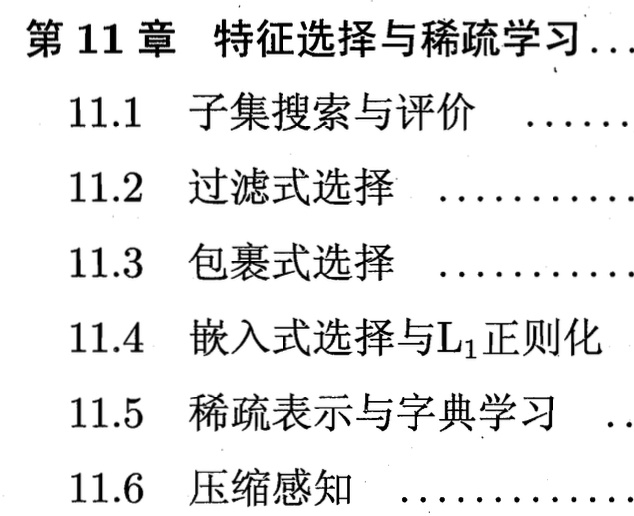 第 11 章 特征选择与稀疏学习...
11.1 子集搜索与评价 ......
11.2 过滤式选择 ...........
11.3 包裹式选择 ...........
11.4 嵌入式选择与L₁正则化
11.5 稀疏表示与字典学习 ..
11.6 压缩感知 .............